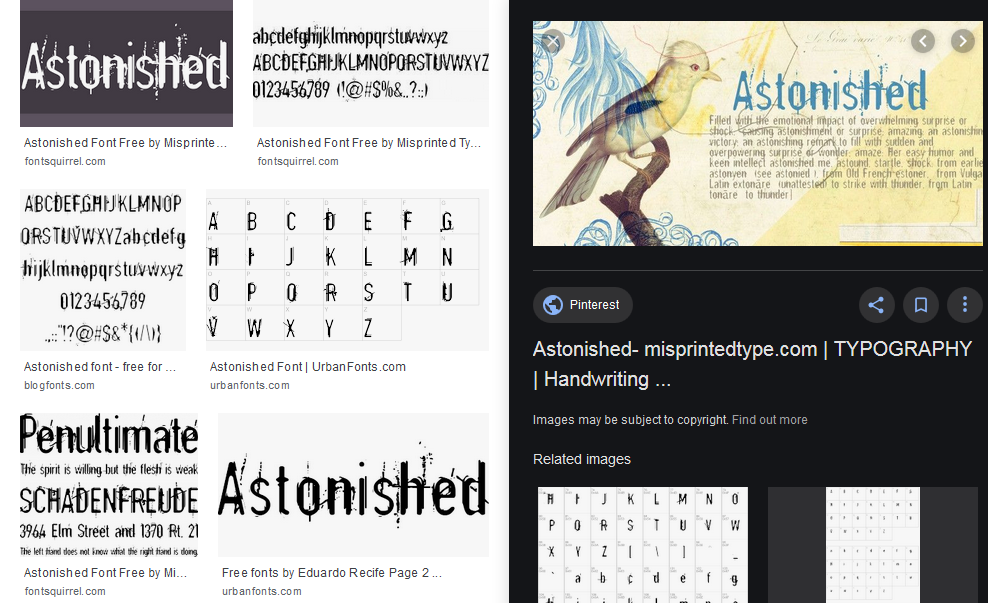 Astonished
abcdefghijklmnopqrstuvwxyz
ABCDEFGHIJKLMNOPQRSTUVWXYZ
0123456789 (!@#$%&..?:;)
Astonished Font Free by Misprinte...
fontsquirrel.com
Astonished Font Free by Misprinted Ty...
fontsquirrel.com
ABCDEFGHIJKLMNOP
QRSTUVWXYZabcdefg
hijklmnopqrstuvwxyz
0123456789
.,:;"!?@#$&*{(/\)}
A B C D E F G
H I J K L M N
O P Q R S T U
V W X Y Z
Astonished font - free for ...
blogfonts.com
Astonished Font | UrbanFonts.com
urbanfonts.com
Penultimate
The spirit is willing but the flesh is weak
SCHADENFREUDE
3964 Elm Street and 1370 Rt. 21
The left hand does not know what the right hand is doing.
Astonished Font Free by Mi...
fontsquirrel.com
Astonished
Free fonts by Eduardo Recife Page 2 ...
urbanfonts.com
Astonished
Filled with the emotional impact of overwhelming surprise or
shock. causing astonishment or surprise; amazing, an astonishin
victory; an astonishing remark to fill with sudden and
overpowering surprise or wonder; amaze: Her easy humor and
keen intellect astonished me. astound, startle, shock. from earlie
astonyen (see astonied), from Old French estoner, from Vulga
Latin extonāre (unattested) to strike with thunder, from Latin
tonāre to thunder]
Pinterest
Astonished- misprintedtype.com | TYPOGRAPHY
| Handwriting ...
Images may be subject to copyright. Find out more
Related images
H I J K L M N O
P Q R S T U V W
X Y Z [ \ ] _
a b c d e f g